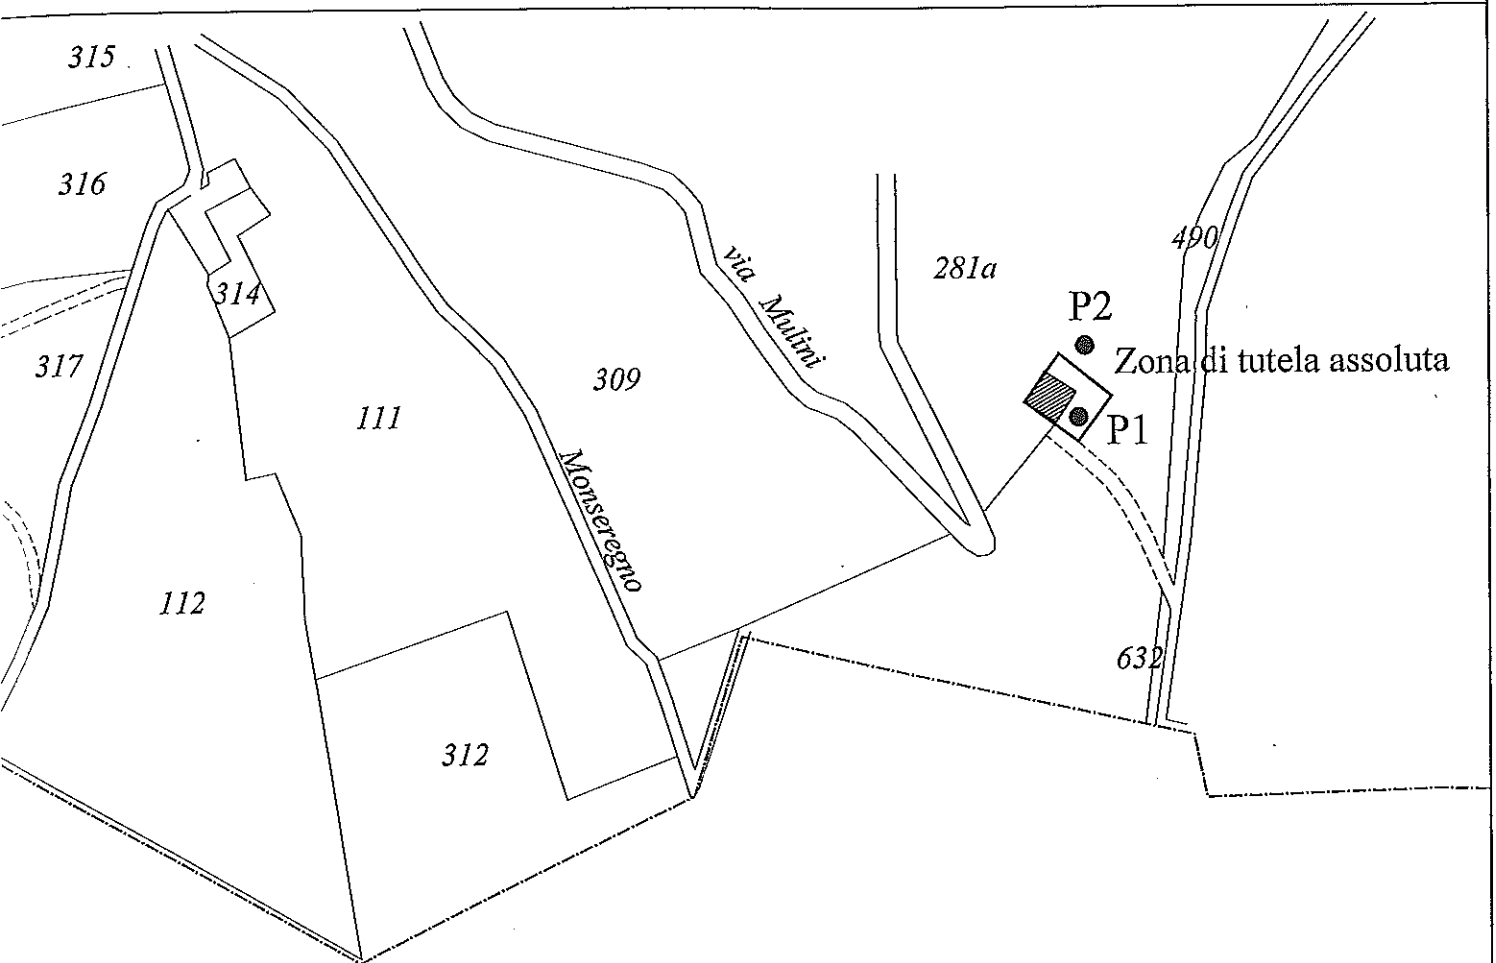 315
316
490
via Mulini
281a
314
P2
317
309
Zona di tutela assoluta
111
P1
Monseregno
112
632
312